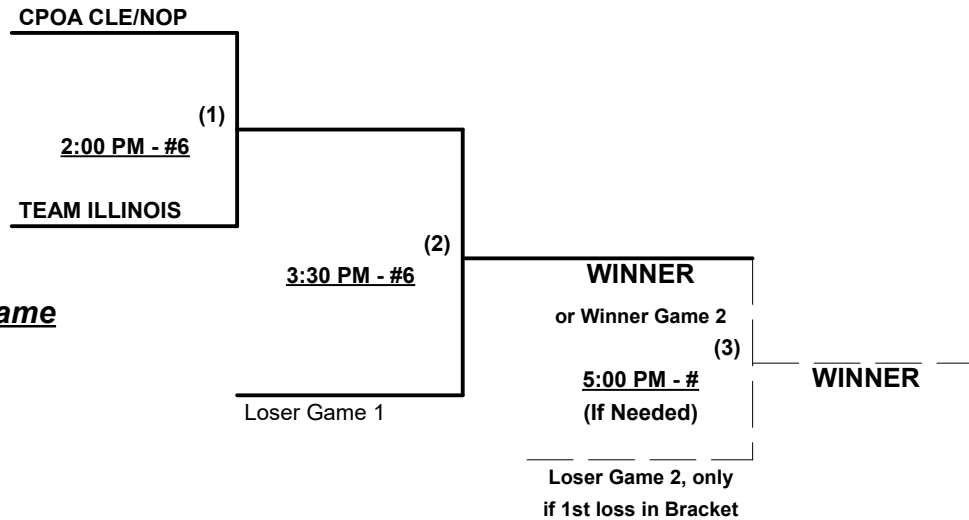 CPOA CLE/NOP
(1)
2:00 PM - #6
TEAM ILLINOIS
(2)
3:30 PM - #6
WINNER
or Winner Game 2
(3)
5:00 PM - #
(If Needed)
WINNER
Loser Game 1
Loser Game 2, only
if 1st loss in Bracket